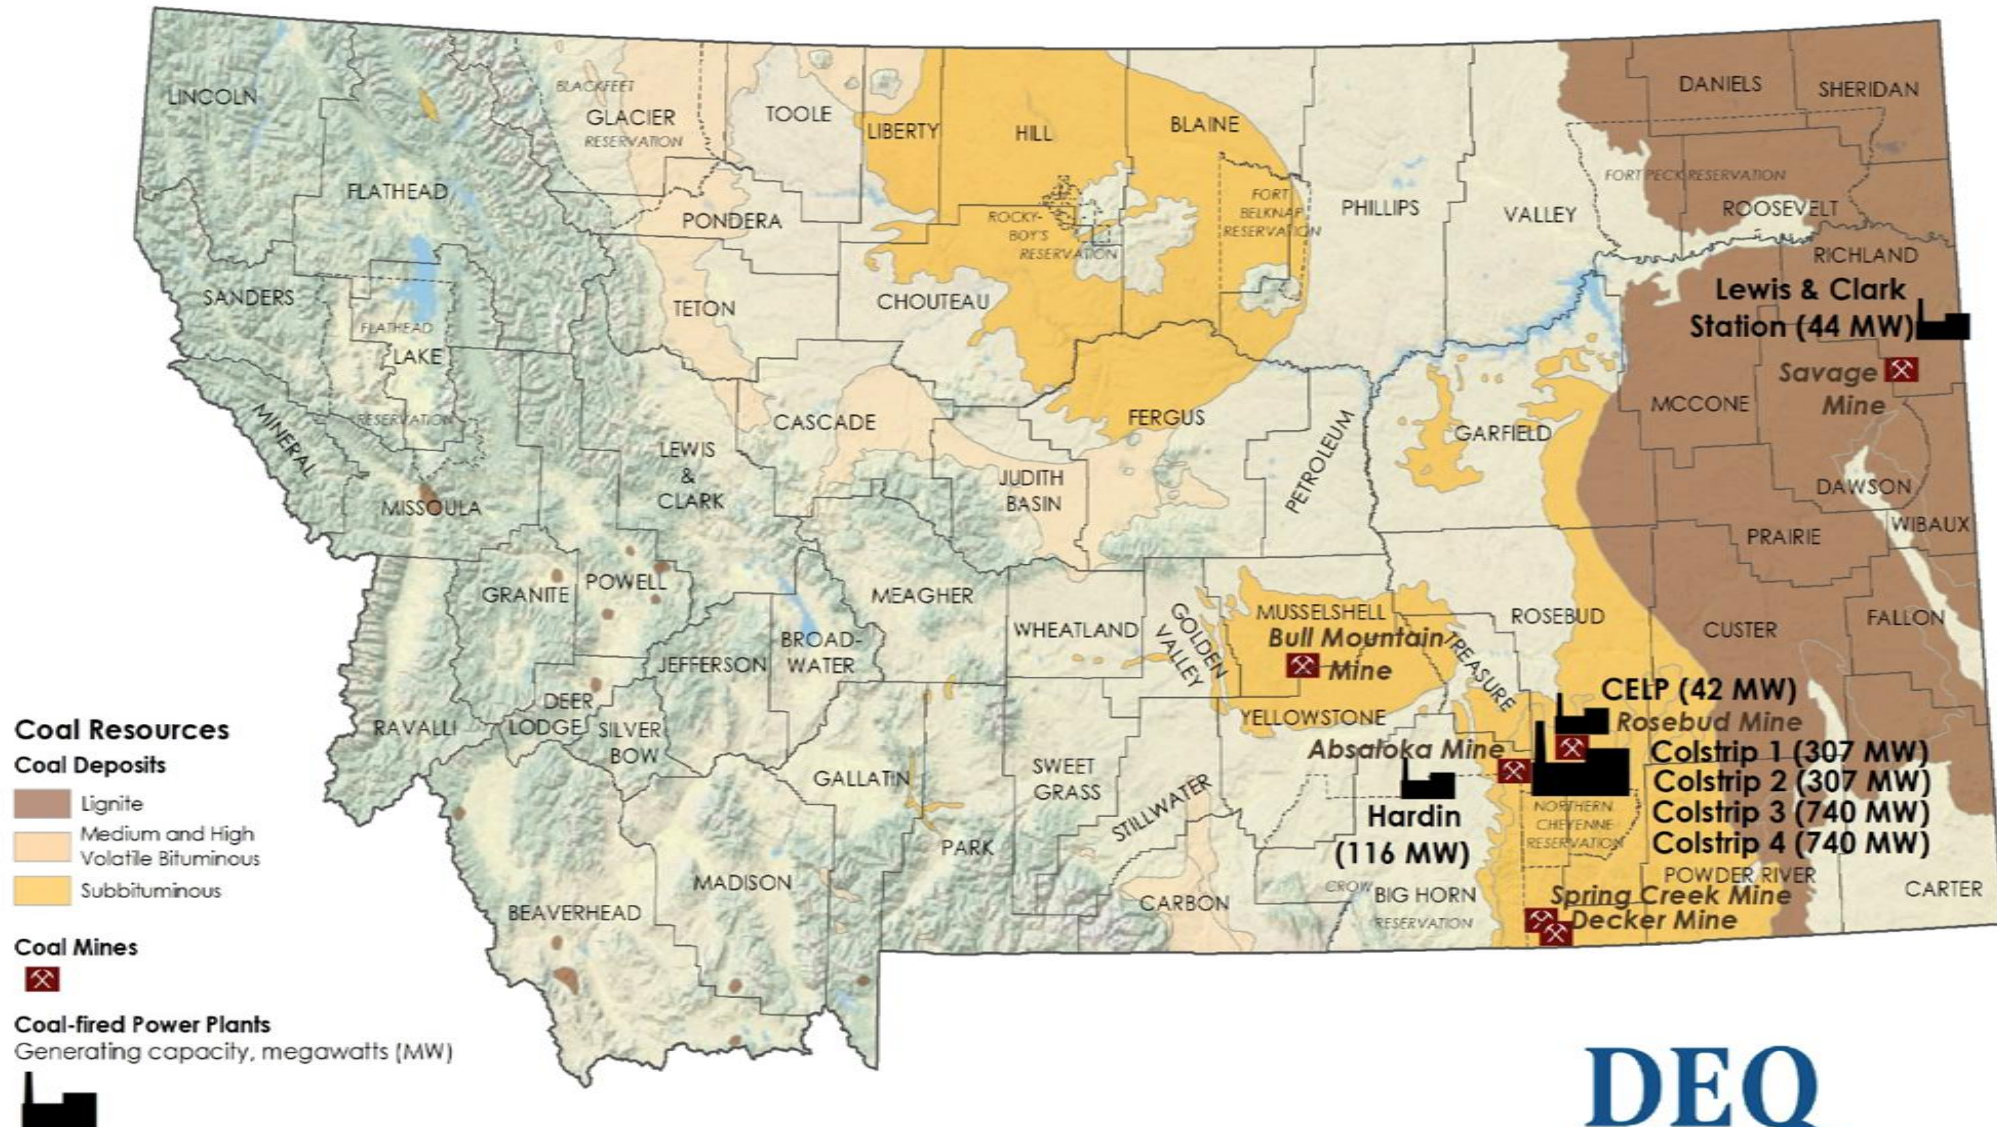 LINCOLN
BLACKFEET
GLACIER
RESERVATION
TOOLE
LIBERTY
HILL
BLAINE
DANIELS
SHERIDAN
FLATHEAD
PONDERA
ROCKY-
BOY'S
RESERVATION
FORT
BELKNAP
RESERVATION
PHILLIPS
VALLEY
FORT PECK RESERVATION
ROOSEVELT
RICHLAND
SANDERS
FLATHEAD
LAKE
RESERVATION
TETON
CHOUTEAU
Lewis & Clark
Station (44 MW)
Savage
Mine
MINERAL
MISSOULA
LEWIS
&
CLARK
CASCADE
JUDITH
BASIN
FERGUS
PETROLEUM
GARFIELD
MCCONE
DAWSON
WIBAUX
PRAIRIE
GRANITE
POWELL
MEAGHER
BROAD-
WATER
JEFFERSON
WHEATLAND
GOLDEN
VALLEY
MUSSELSHELL
Bull Mountain
Mine
TREASURE
ROSEBUD
CUSTER
FALLON
RAVALLI
DEER
LODGE
SILVER
BOW
GALLATIN
PARK
SWEET
GRASS
STILLWATER
YELLOWSTONE
Absaloka Mine
CELP (42 MW)
Rosebud Mine
Colstrip 1 (307 MW)
Colstrip 2 (307 MW)
Colstrip 3 (740 MW)
Colstrip 4 (740 MW)
Hardin
(116 MW)
NORTHERN
CHEYENNE
RESERVATION
BEAVERHEAD
MADISON
CARBON
CROW
BIG HORN
RESERVATION
POWDER RIVER
Spring Creek Mine
Decker Mine
CARTER
Coal Resources
Coal Deposits
Lignite
Medium and High
Volatile Bituminous
Subbituminous
Coal Mines
Coal-fired Power Plants
Generating capacity, megawatts (MW)
DEQ